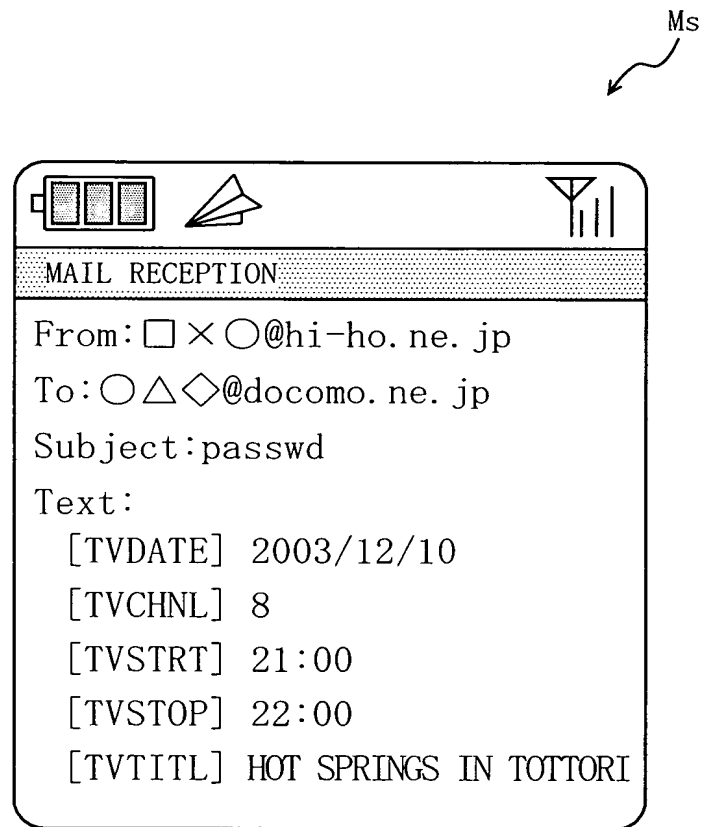 Ms
MAIL RECEPTION
From:□×○@hi-ho.ne.jp
To:○△◇@docomo.ne.jp
Subject:passwd
Text:
[TVDATE] 2003/12/10
[TVCHNL] 8
[TVSTRT] 21:00
[TVSTOP] 22:00
[TVTITL] HOT SPRINGS IN TOTTORI